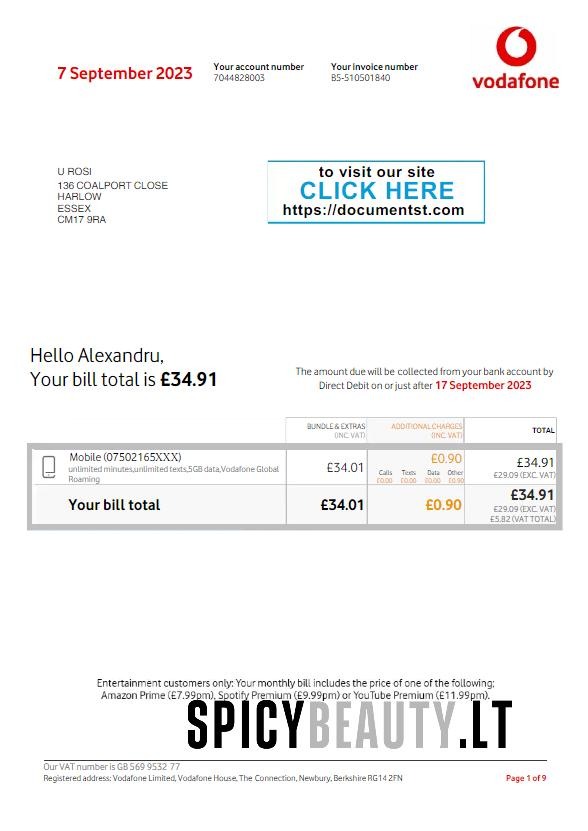 vodafone
7 September 2023
Your account number
7044828003
Your invoice number
B5-510501840
U ROSI
136 COALPORT CLOSE
HARLOW
ESSEX
CM17 9RA
to visit our site
CLICK HERE
https://documentst.com
Hello Alexandru,
Your bill total is £34.91
The amount due will be collected from your bank account by
Direct Debit on or just after 17 September 2023
BUNDLE & EXTRAS ADDITIONAL CHARGES TOTAL
(INC. VAT) (INC. VAT)
Mobile (07502165XXX) £34.01 £0.90 £34.91
unlimited minutes,unlimited texts,5GB data,Vodafone Global
Roaming
Calls Texts Data Other
£0.00 £0.00 £0.00 £0.90
£29.09 (EXC. VAT)
Your bill total £34.01 £0.90 £34.91
£29.09 (EXC. VAT)
£5.82 (VAT TOTAL)
Entertainment customers only: Your monthly bill includes the price of one of the following:
Amazon Prime (£7.99pm), Spotify Premium (£9.99pm) or YouTube Premium (£11.99pm).
SPICYBEAUTY.LT
Our VAT number is GB 569 9532 77
Registered address: Vodafone Limited, Vodafone House, The Connection, Newbury, Berkshire RG14 2FN
Page 1 of 9